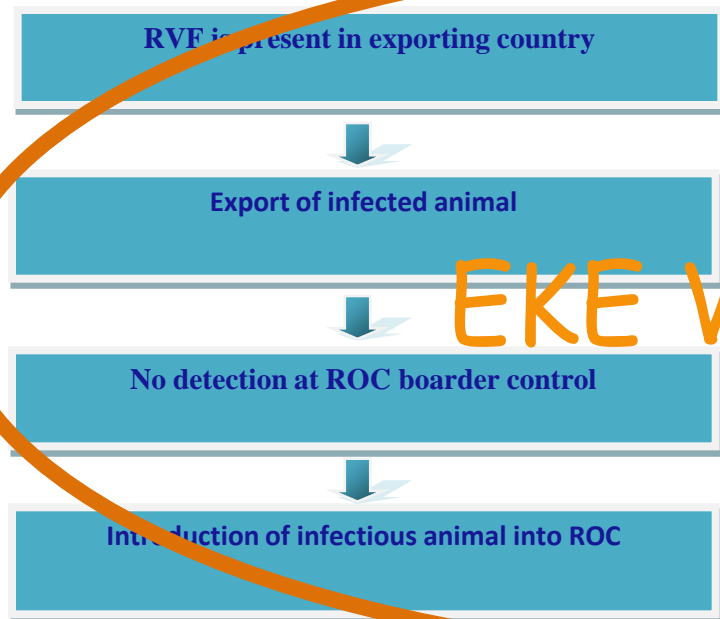 RVF is present in exporting country
Export of infected animal
EKE
No detection at ROC boarder control
Introduction of infectious animal into ROC